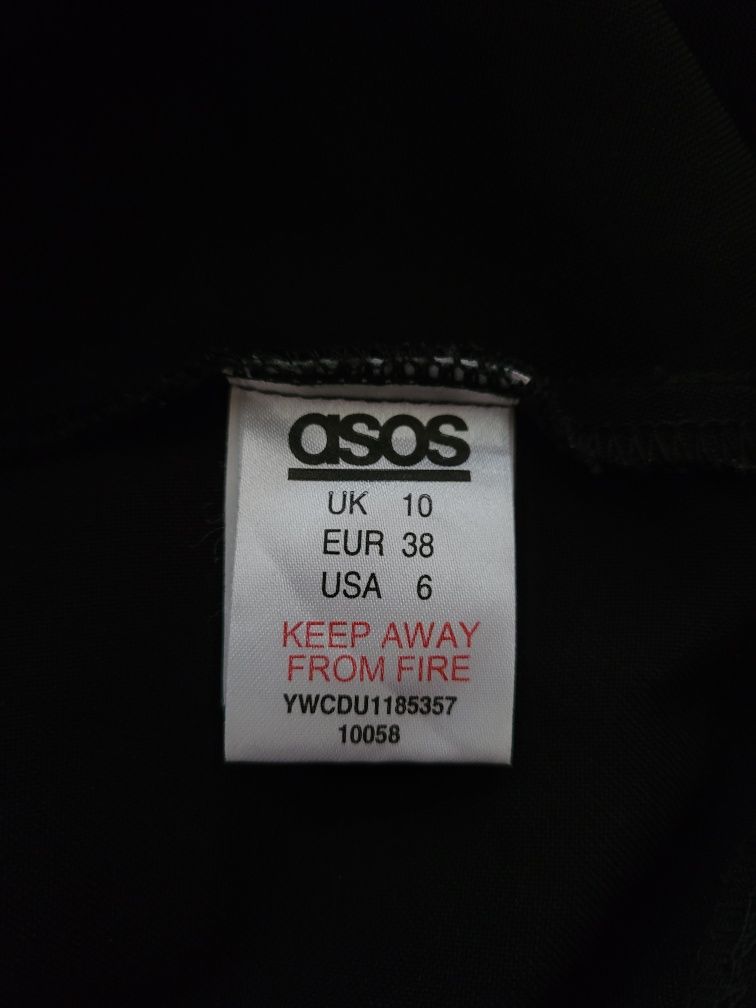 asos
UK 10
EUR 38
USA 6
KEEP AWAY
FROM FIRE
YWCDU1185357
10058